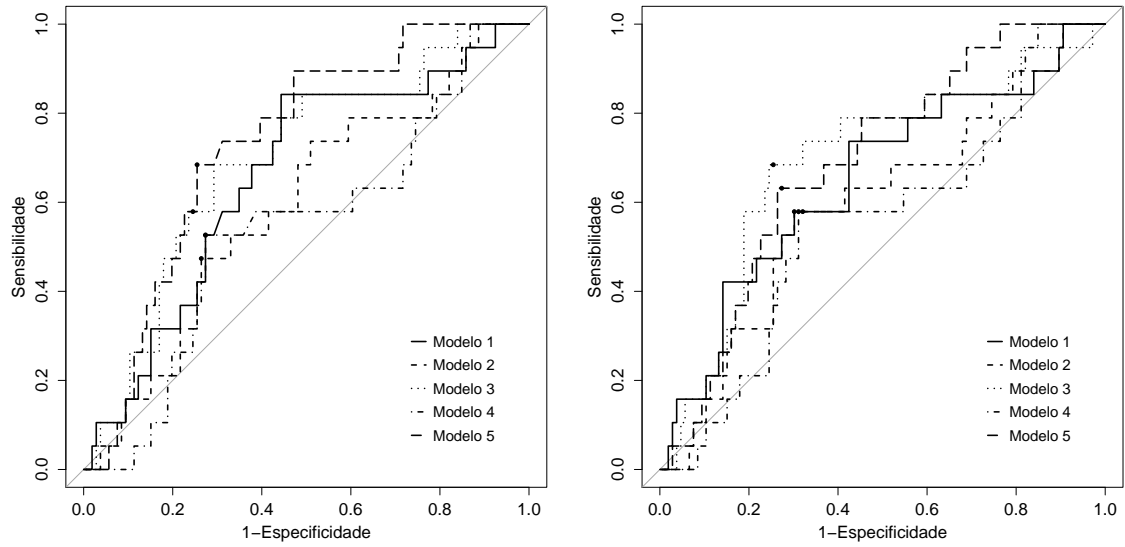 Sensibilidade
1.0
0.8
0.6
0.4
0.2
0.0
Modelo 1
Modelo 2
Modelo 3
Modelo 4
Modelo 5
0.0 0.2 0.4 0.6 0.8 1.0
1−Especificidade
Sensibilidade
1.0
0.8
0.6
0.4
0.2
0.0
Modelo 1
Modelo 2
Modelo 3
Modelo 4
Modelo 5
0.0 0.2 0.4 0.6 0.8 1.0
1−Especificidade